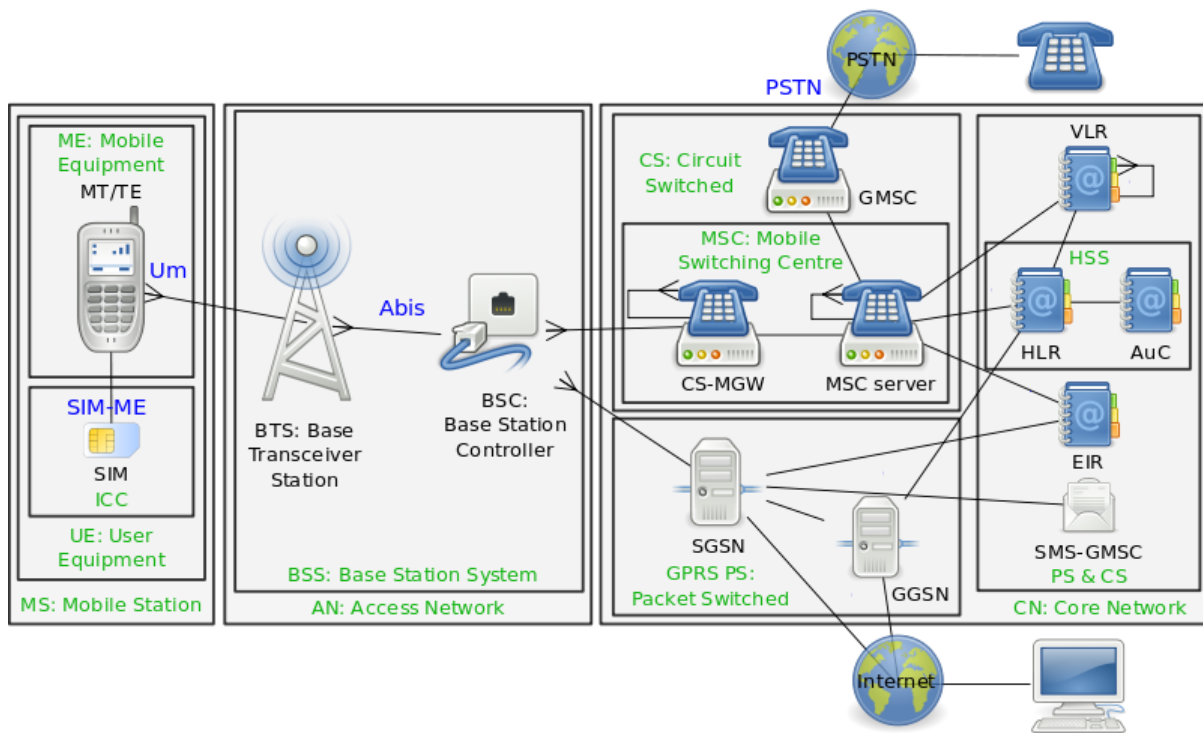 PSTN
PSTN
ME: Mobile
Equipment
MT/TE
Um
SIM-ME
SIM
ICC
UE: User
Equipment
MS: Mobile Station
Abis
BTS: Base
Transceiver
Station
BSC:
Base Station
Controller
BSS: Base Station System
AN: Access Network
CS: Circuit
Switched
GMSC
MSC: Mobile
Switching Centre
CS-MGW
MSC server
SGSN
GPRS PS:
Packet Switched
GGSN
VLR
HSS
HLR
AuC
EIR
SMS-GMSC
PS & CS
CN: Core Network
Internet